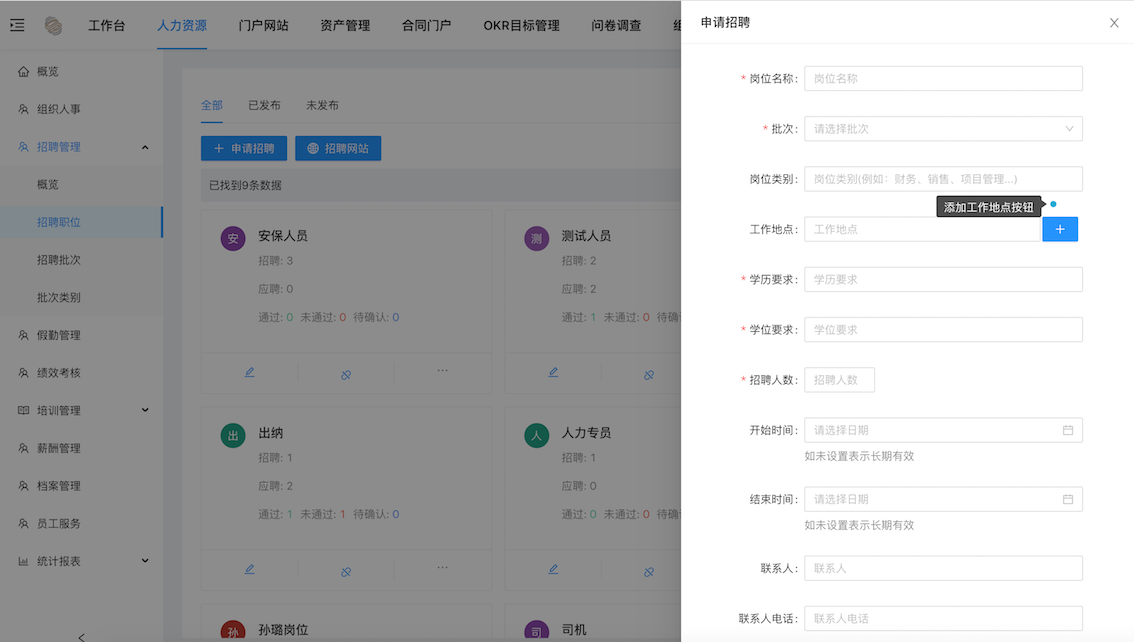 工作台 人力资源 门户网站 资产管理 合同门户 OKR目标管理 问卷调查
概览
组织人事
招聘管理
概览
招聘职位
招聘批次
批次类别
假勤管理
绩效考核
培训管理
薪酬管理
档案管理
员工服务
统计报表
全部 已发布 未发布
+ 申请招聘 招聘网站
已找到9条数据
安 安保人员
招聘: 3
应聘: 0
通过: 0 未通过: 0 待确认: 0
测 测试人员
招聘: 2
应聘: 2
通过: 1 未通过: 0 待确
出 出纳
招聘: 1
应聘: 2
通过: 1 未通过: 1 待确认: 0
人 人力专员
招聘: 1
应聘: 0
通过: 0 未通过: 0 待确
孙 孙璐岗位
司 司机
申请招聘
* 岗位名称: 岗位名称
* 批次: 请选择批次
岗位类别: 岗位类别(例如：财务、销售、项目管理...)
添加工作地点按钮
工作地点: 工作地点 +
* 学历要求: 学历要求
* 学位要求: 学位要求
* 招聘人数: 招聘人数
开始时间: 请选择日期
如未设置表示长期有效
结束时间: 请选择日期
如未设置表示长期有效
联系人: 联系人
联系人电话: 联系人电话